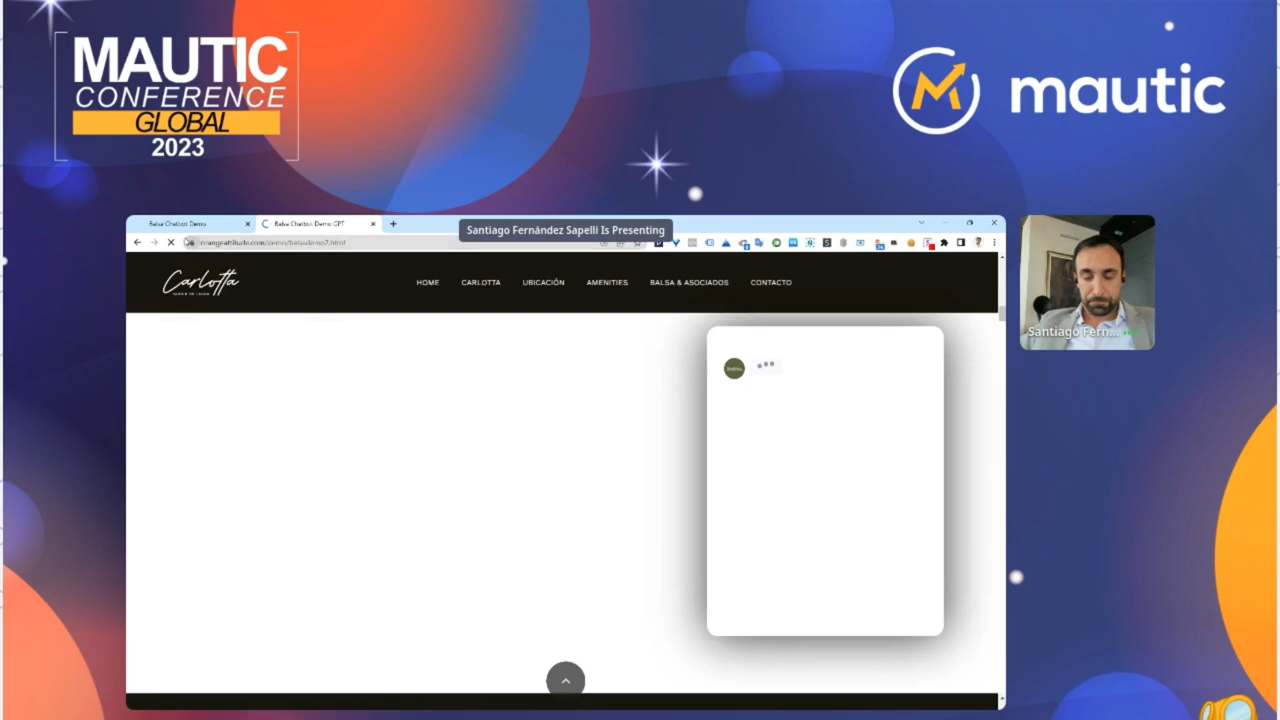 MAUTIC
CONFERENCE
GLOBAL
2023
mautic
Balsa Chatbot Demo
Balsa Chatbot Demo GPT
Santiago Fernández Sapelli Is Presenting
Carlotta
HOME
CARLOTTA
UBICACIÓN
AMENITIES
BALSA & ASOCIADOS
CONTACTO
Santiago Fern...